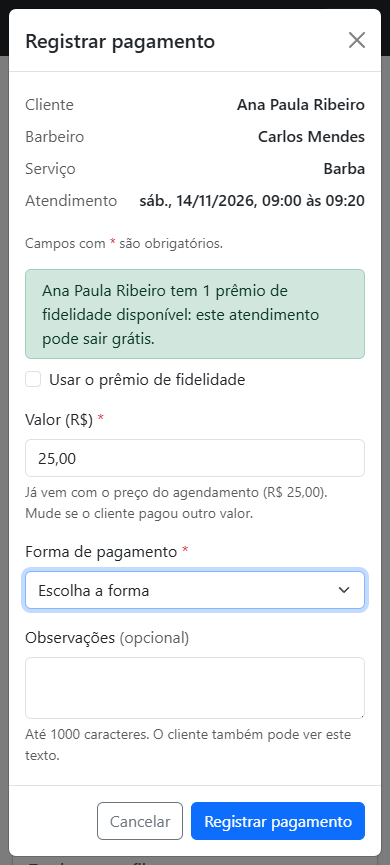 Registrar pagamento
Cliente Ana Paula Ribeiro
Barbeiro Carlos Mendes
Serviço Barba
Atendimento sáb., 14/11/2026, 09:00 às 09:20
Campos com * são obrigatórios.
Ana Paula Ribeiro tem 1 prêmio de
fidelidade disponível: este atendimento
pode sair grátis.
Usar o prêmio de fidelidade
Valor (R$) *
25,00
Já vem com o preço do agendamento (R$ 25,00).
Mude se o cliente pagou outro valor.
Forma de pagamento *
Escolha a forma
Observações (opcional)
Até 1000 caracteres. O cliente também pode ver este
texto.
Cancelar Registrar pagamento